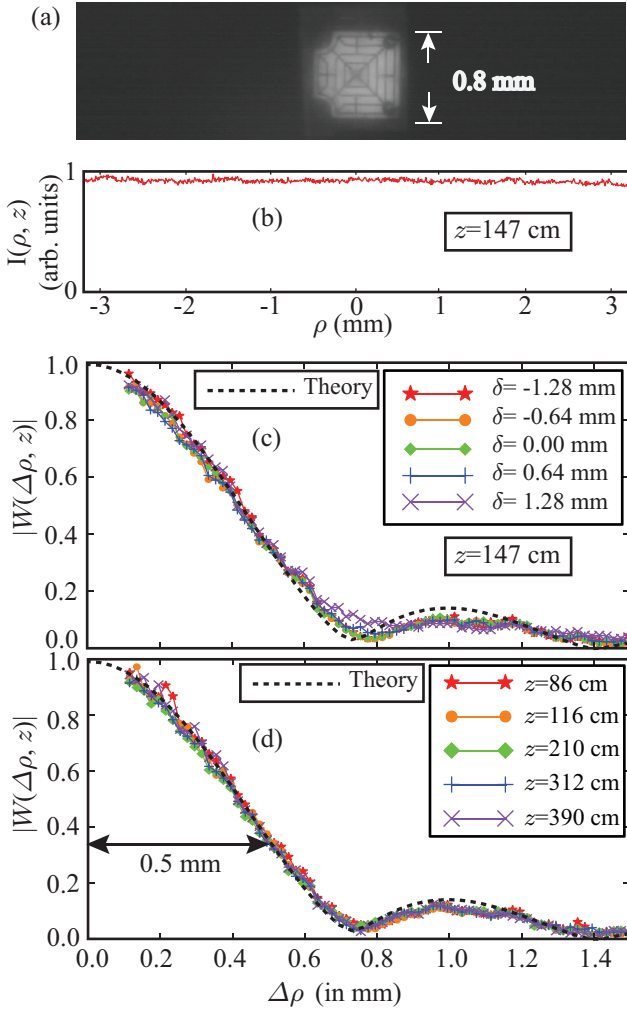 (a)
0.8 mm
1
I(ρ, z)
(arb. units)
(b)
z=147 cm
0
-3 -2 -1 0 1 2 3
ρ (mm)
1.0
0.8
0.6
0.4
0.2
0.0
|W(Δρ, z)|
Theory
(c)
δ= -1.28 mm
δ= -0.64 mm
δ= 0.00 mm
δ= 0.64 mm
δ= 1.28 mm
z=147 cm
1.0
0.8
0.6
0.4
0.2
0.0
|W(Δρ, z)|
Theory
(d)
z=86 cm
z=116 cm
z=210 cm
z=312 cm
z=390 cm
0.5 mm
0.0 0.2 0.4 0.6 0.8 1.0 1.2 1.4
Δρ (in mm)